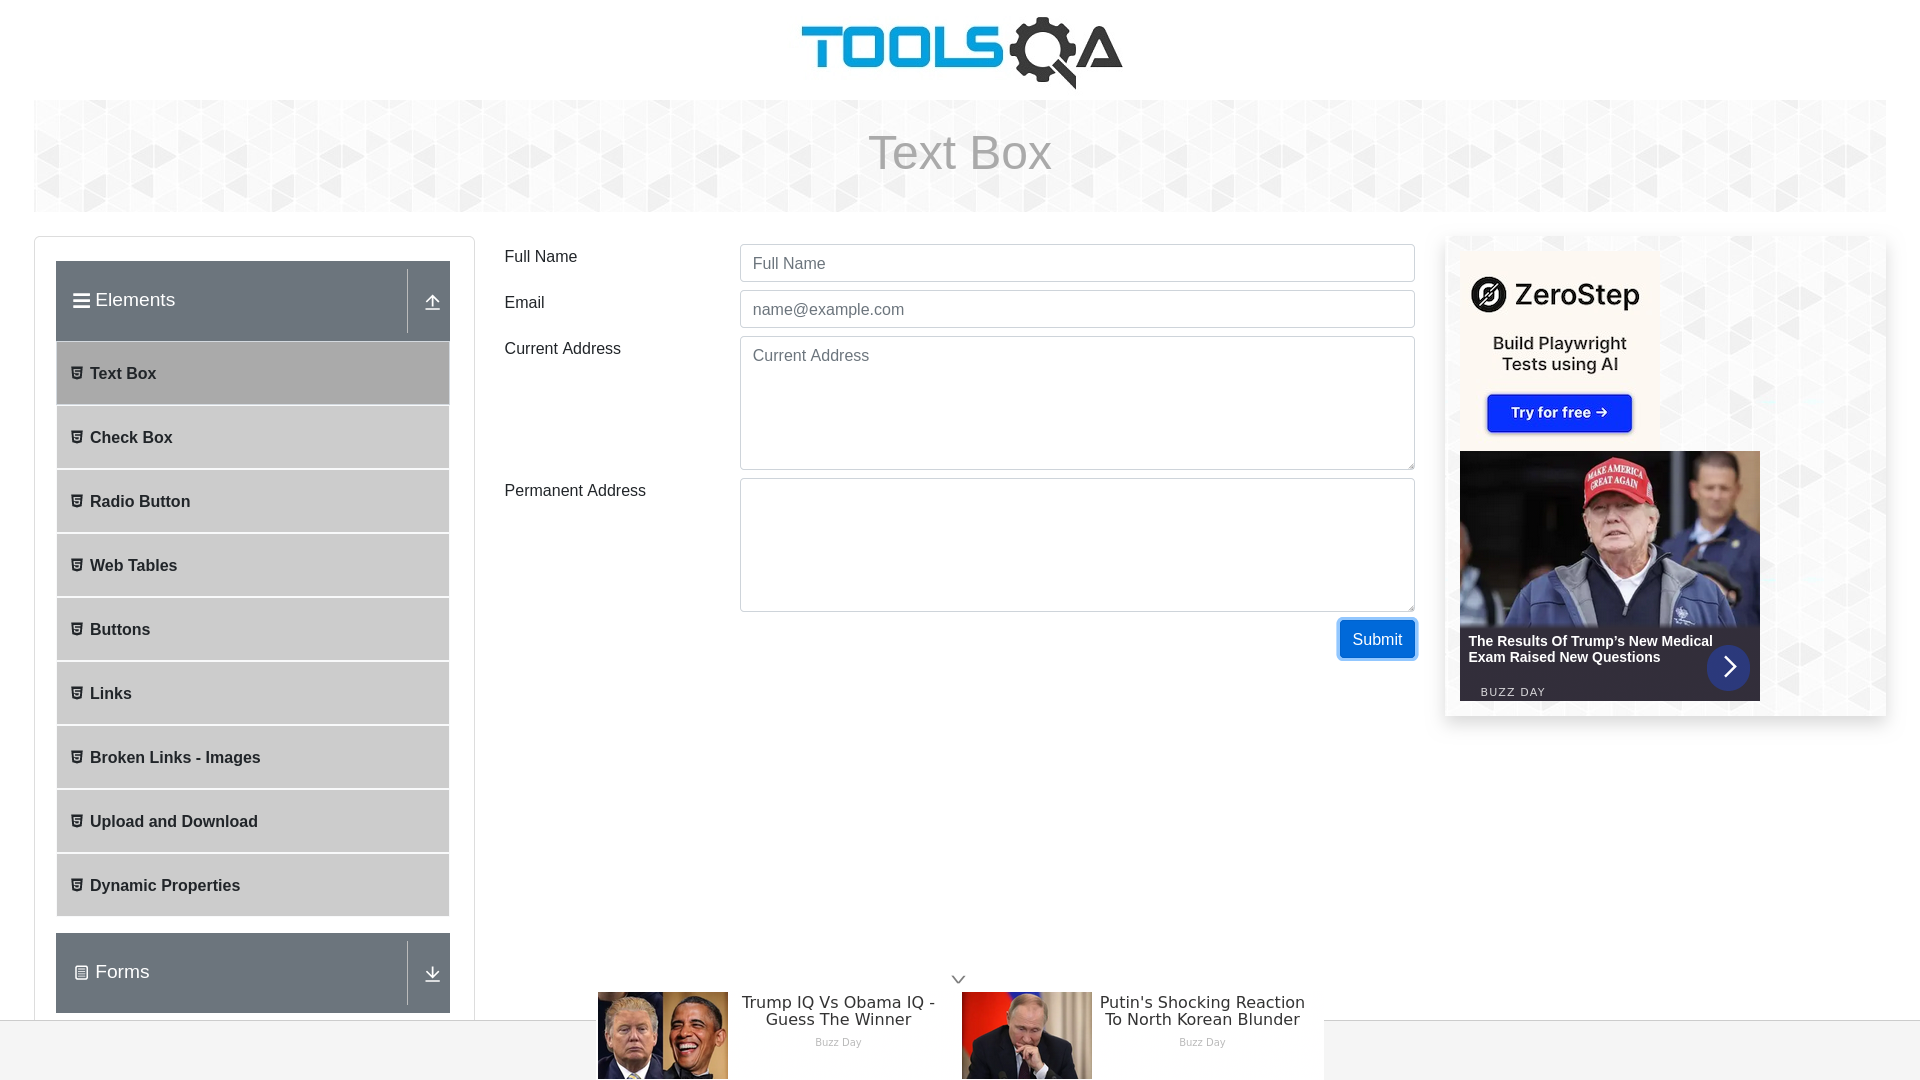 TOOLSQA
Text Box
Elements
Text Box
Check Box
Radio Button
Web Tables
Buttons
Links
Broken Links - Images
Upload and Download
Dynamic Properties
Forms
Full Name
Full Name
Email
name@example.com
Current Address
Current Address
Permanent Address
Submit
ZeroStep
Build Playwright
Tests using AI
Try for free →
MAKE AMERICA
GREAT AGAIN
The Results Of Trump’s New Medical
Exam Raised New Questions
BUZZ DAY
Trump IQ Vs Obama IQ -
Guess The Winner
Buzz Day
Putin's Shocking Reaction
To North Korean Blunder
Buzz Day